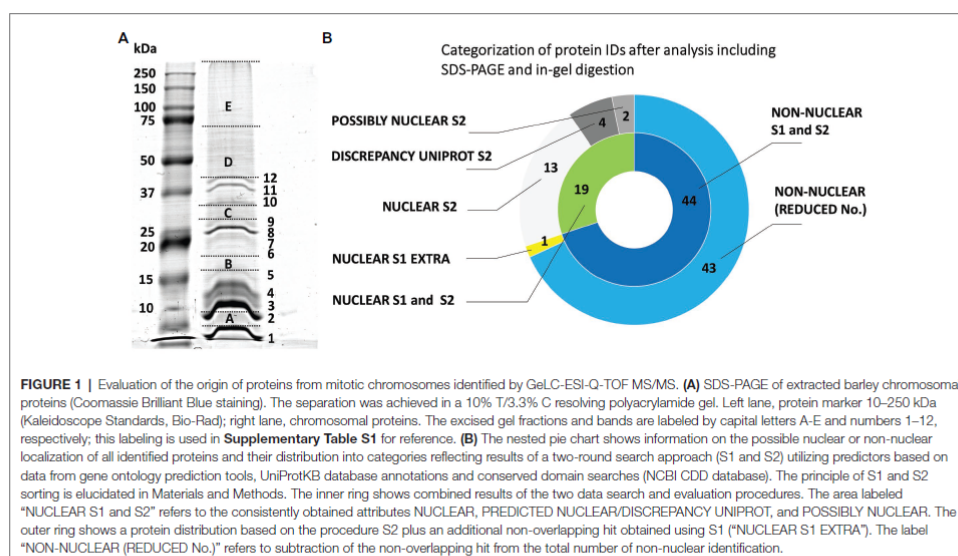 A
kDa
250
150
100
75
50
37
25
20
15
10
E
D
C
B
A
12
11
10
9
8
7
6
5
4
3
2
1
B
Categorization of protein IDs after analysis including
SDS-PAGE and in-gel digestion
POSSIBLY NUCLEAR S2
DISCREPANCY UNIPROT S2
NUCLEAR S2
NUCLEAR S1 EXTRA
NUCLEAR S1 and S2
NON-NUCLEAR
S1 and S2
NON-NUCLEAR
(REDUCED No.)
2
4
13
19
1
44
43
FIGURE 1 | Evaluation of the origin of proteins from mitotic chromosomes identified by GeLC-ESI-Q-TOF MS/MS. (A) SDS-PAGE of extracted barley chromosomal
proteins (Coomassie Brilliant Blue staining). The separation was achieved in a 10% T/3.3% C resolving polyacrylamide gel. Left lane, protein marker 10–250 kDa
(Kaleidoscope Standards, Bio-Rad); right lane, chromosomal proteins. The excised gel fractions and bands are labeled by capital letters A-E and numbers 1–12,
respectively; this labeling is used in Supplementary Table S1 for reference. (B) The nested pie chart shows information on the possible nuclear or non-nuclear
localization of all identified proteins and their distribution into categories reflecting results of a two-round search approach (S1 and S2) utilizing predictors based on
data from gene ontology prediction tools, UniProtKB database annotations and conserved domain searches (NCBI CDD database). The principle of S1 and S2
sorting is elucidated in Materials and Methods. The inner ring shows combined results of the two data search and evaluation procedures. The area labeled
“NUCLEAR S1 and S2” refers to the consistently obtained attributes NUCLEAR, PREDICTED NUCLEAR/DISCREPANCY UNIPROT, and POSSIBLY NUCLEAR. The
outer ring shows a protein distribution based on the procedure S2 plus an additional non-overlapping hit obtained using S1 (“NUCLEAR S1 EXTRA”). The label
“NON-NUCLEAR (REDUCED No.)” refers to subtraction of the non-overlapping hit from the total number of non-nuclear identification.